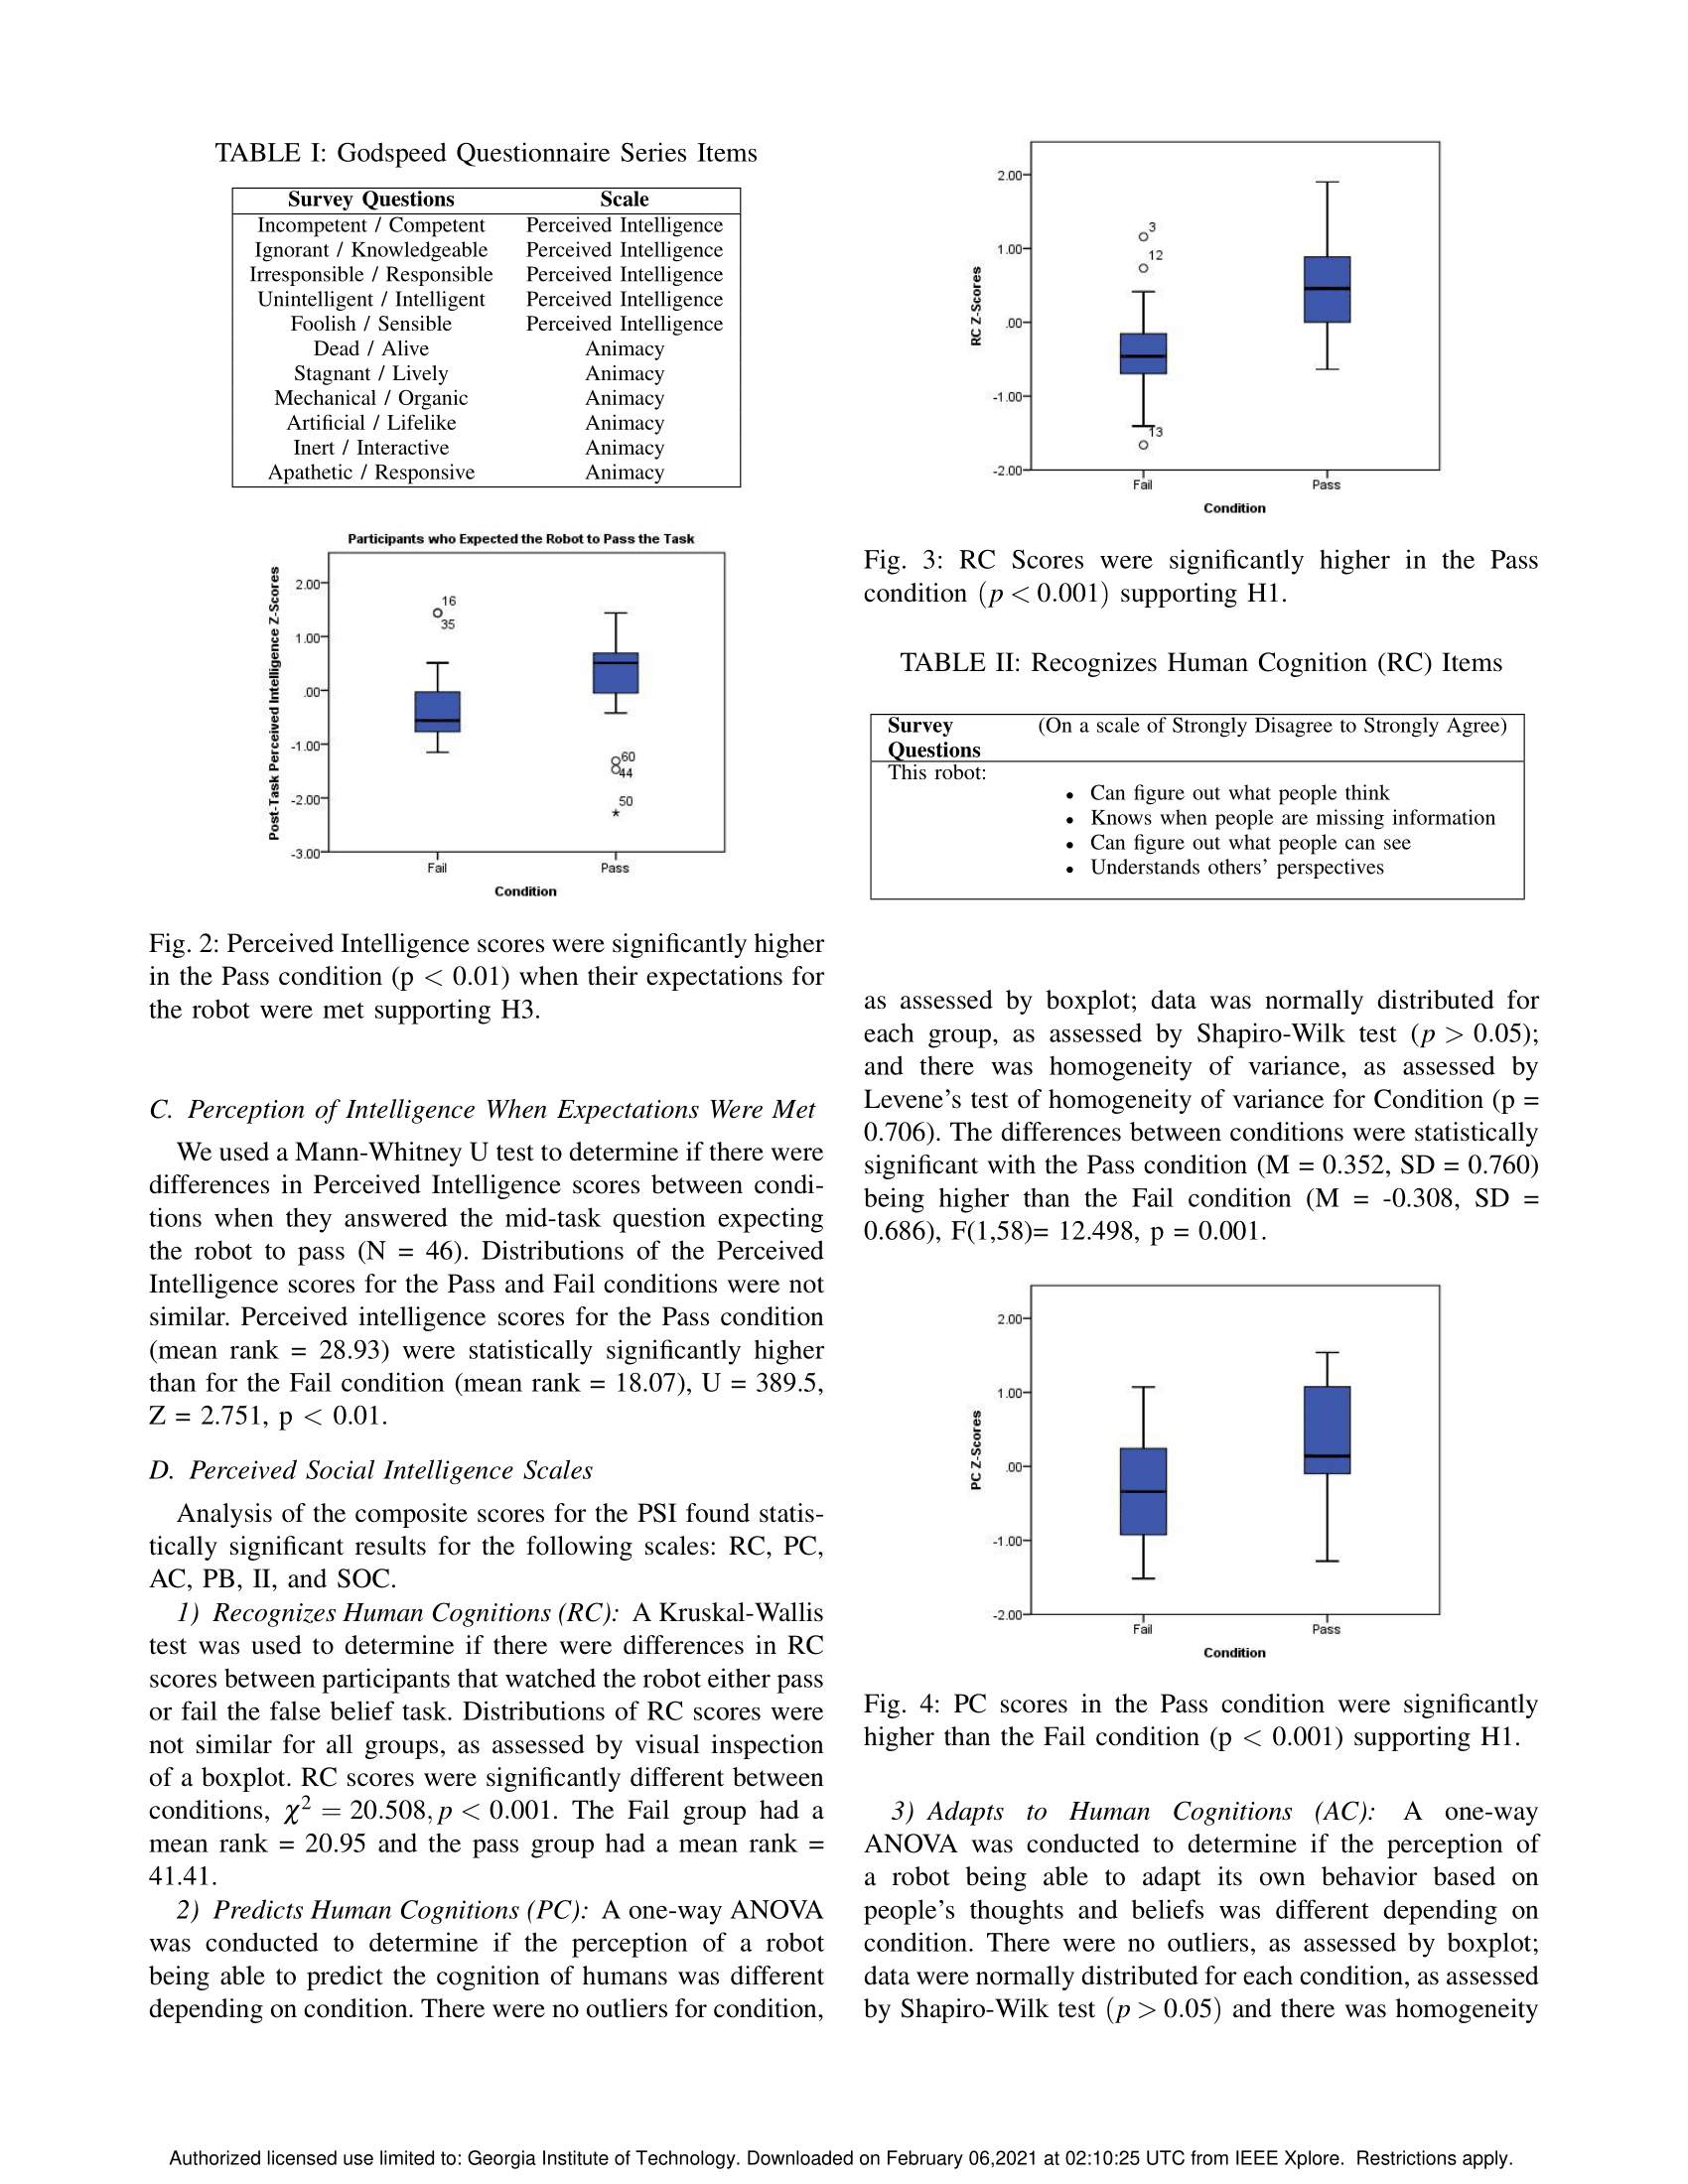 TABLE I: Godspeed Questionnaire Series Items
Survey Questions Scale
Incompetent / Competent Perceived Intelligence
Ignorant / Knowledgeable Perceived Intelligence
Irresponsible / Responsible Perceived Intelligence
Unintelligent / Intelligent Perceived Intelligence
Foolish / Sensible Perceived Intelligence
Dead / Alive Animacy
Stagnant / Lively Animacy
Mechanical / Organic Animacy
Artificial / Lifelike Animacy
Inert / Interactive Animacy
Apathetic / Responsive Animacy
Participants who Expected the Robot to Pass the Task
Post-Task Perceived Intelligence Z-Scores
2.00
1.00
.00
-1.00
-2.00
-3.00
16
35
60
44
50
Fail Pass
Condition
Fig. 2: Perceived Intelligence scores were significantly higher
in the Pass condition (p < 0.01) when their expectations for
the robot were met supporting H3.
C. Perception of Intelligence When Expectations Were Met
We used a Mann-Whitney U test to determine if there were
differences in Perceived Intelligence scores between condi-
tions when they answered the mid-task question expecting
the robot to pass (N = 46). Distributions of the Perceived
Intelligence scores for the Pass and Fail conditions were not
similar. Perceived intelligence scores for the Pass condition
(mean rank = 28.93) were statistically significantly higher
than for the Fail condition (mean rank = 18.07), U = 389.5,
Z = 2.751, p < 0.01.
D. Perceived Social Intelligence Scales
Analysis of the composite scores for the PSI found statis-
tically significant results for the following scales: RC, PC,
AC, PB, II, and SOC.
1) Recognizes Human Cognitions (RC): A Kruskal-Wallis
test was used to determine if there were differences in RC
scores between participants that watched the robot either pass
or fail the false belief task. Distributions of RC scores were
not similar for all groups, as assessed by visual inspection
of a boxplot. RC scores were significantly different between
conditions, χ² = 20.508, p < 0.001. The Fail group had a
mean rank = 20.95 and the pass group had a mean rank =
41.41.
2) Predicts Human Cognitions (PC): A one-way ANOVA
was conducted to determine if the perception of a robot
being able to predict the cognition of humans was different
depending on condition. There were no outliers for condition,
RC Z-Scores
2.00
1.00
.00
-1.00
-2.00
3
12
13
Fail Pass
Condition
Fig. 3: RC Scores were significantly higher in the Pass
condition (p < 0.001) supporting H1.
TABLE II: Recognizes Human Cognition (RC) Items
Survey (On a scale of Strongly Disagree to Strongly Agree)
Questions
This robot:
• Can figure out what people think
• Knows when people are missing information
• Can figure out what people can see
• Understands others' perspectives
as assessed by boxplot; data was normally distributed for
each group, as assessed by Shapiro-Wilk test (p > 0.05);
and there was homogeneity of variance, as assessed by
Levene's test of homogeneity of variance for Condition (p =
0.706). The differences between conditions were statistically
significant with the Pass condition (M = 0.352, SD = 0.760)
being higher than the Fail condition (M = -0.308, SD =
0.686), F(1,58)= 12.498, p = 0.001.
PC Z-Scores
2.00
1.00
.00
-1.00
-2.00
Fail Pass
Condition
Fig. 4: PC scores in the Pass condition were significantly
higher than the Fail condition (p < 0.001) supporting H1.
3) Adapts to Human Cognitions (AC): A one-way
ANOVA was conducted to determine if the perception of
a robot being able to adapt its own behavior based on
people's thoughts and beliefs was different depending on
condition. There were no outliers, as assessed by boxplot;
data were normally distributed for each condition, as assessed
by Shapiro-Wilk test (p > 0.05) and there was homogeneity
Authorized licensed use limited to: Georgia Institute of Technology. Downloaded on February 06,2021 at 02:10:25 UTC from IEEE Xplore. Restrictions apply.